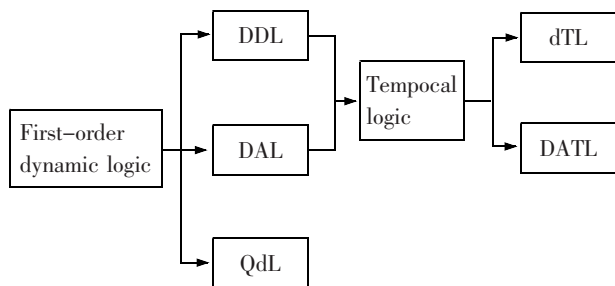 First-order
dynamic logic
DDL
DAL
QdL
Tempocal
logic
dTL
DATL